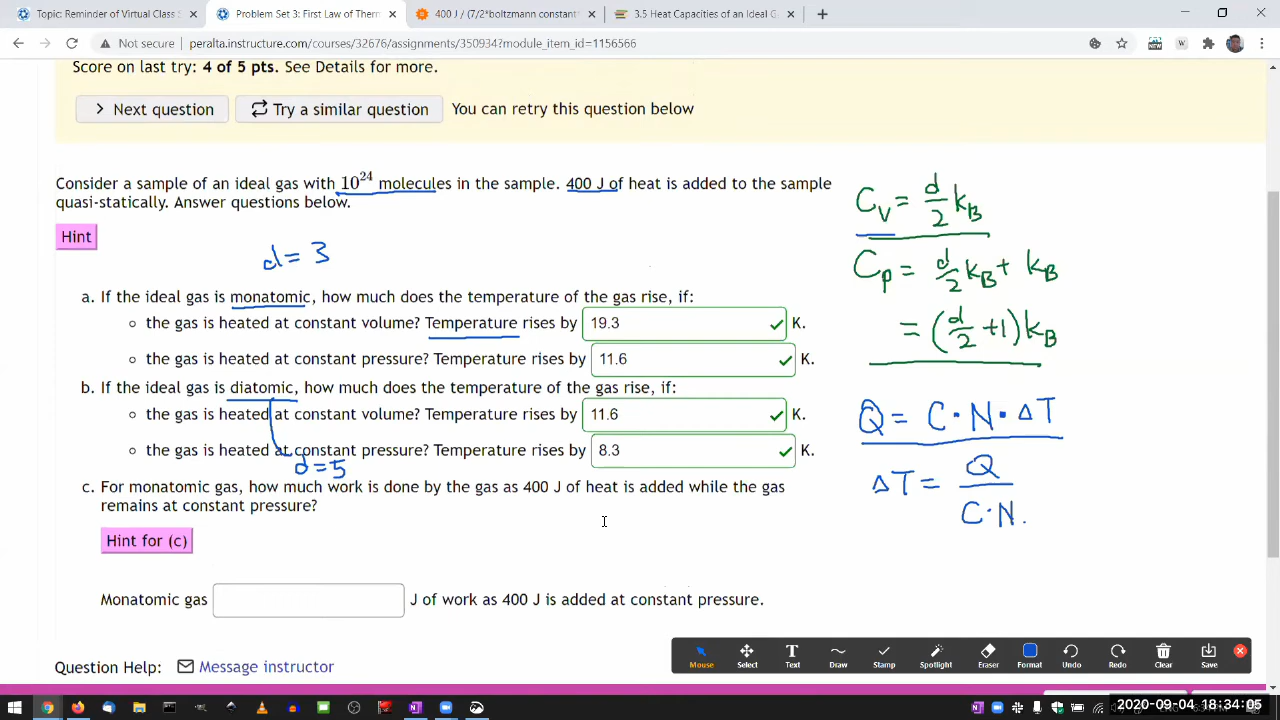 Topic: Reminder of Virtual Class S
Problem Set 3: First Law of Therm
400 J / (7/2*boltzmann constant*
3.5 Heat Capacities of an Ideal G
Not secure
peralta.instructure.com/courses/32676/assignments/350934?module_item_id=1156566
Score on last try: 4 of 5 pts. See Details for more.
> Next question
Try a similar question
You can retry this question below
Consider a sample of an ideal gas with 10^24 molecules in the sample. 400 J of heat is added to the sample
quasi-statically. Answer questions below.
Hint
d = 3
a. If the ideal gas is monatomic, how much does the temperature of the gas rise, if:
the gas is heated at constant volume? Temperature rises by 19.3 K.
the gas is heated at constant pressure? Temperature rises by 11.6 K.
b. If the ideal gas is diatomic, how much does the temperature of the gas rise, if:
the gas is heated at constant volume? Temperature rises by 11.6 K.
the gas is heated at constant pressure? Temperature rises by 8.3 K.
d = 5
c. For monatomic gas, how much work is done by the gas as 400 J of heat is added while the gas
remains at constant pressure?
Hint for (c)
Monatomic gas
J of work as 400 J is added at constant pressure.
Question Help:
Message instructor
C_V = d/2 k_B
C_P = d/2 k_B + k_B
= (d/2 + 1) k_B
Q = C · N · ΔT
ΔT = Q / C · N.
Mouse
Select
Text
Draw
Stamp
Spotlight
Eraser
Format
Undo
Redo
Clear
Save
2020-09-04 18:34:05